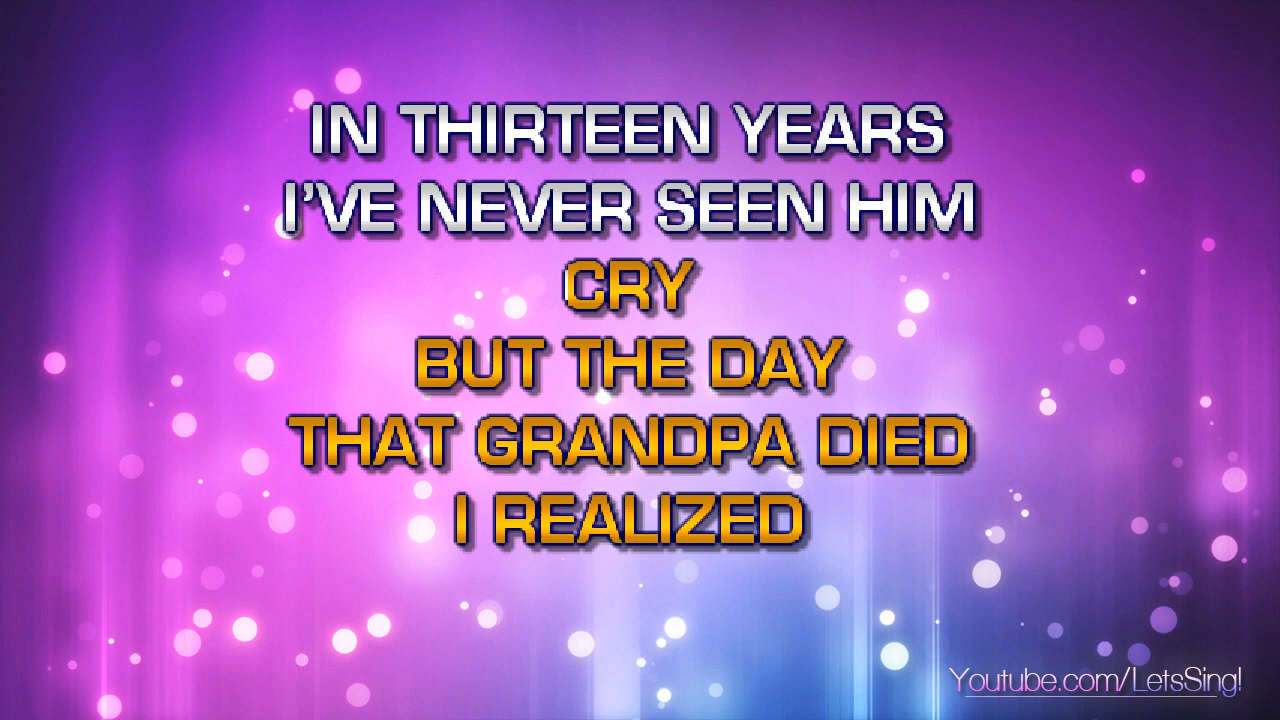 IN THIRTEEN YEARS
I'VE NEVER SEEN HIM
CRY
BUT THE DAY
THAT GRANDPA DIED
I REALIZED
Youtube.com/LetsSing!